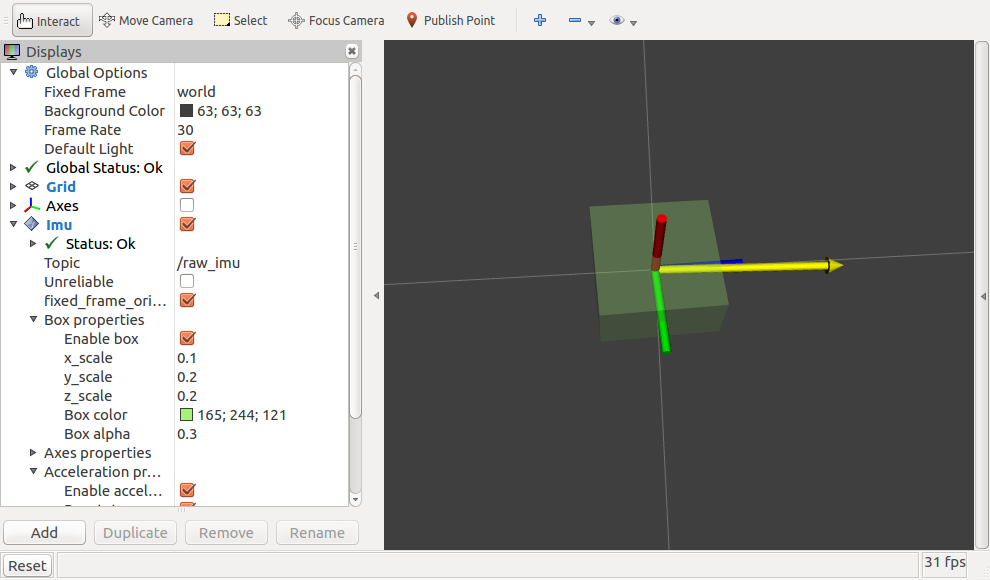 Interact Move Camera Select Focus Camera Publish Point
Displays
Global Options
Fixed Frame world
Background Color 63; 63; 63
Frame Rate 30
Default Light
Global Status: Ok
Grid
Axes
Imu
Status: Ok
Topic /raw_imu
Unreliable
fixed_frame_ori...
Box properties
Enable box
x_scale 0.1
y_scale 0.2
z_scale 0.2
Box color 165; 244; 121
Box alpha 0.3
Axes properties
Acceleration pr...
Enable accel...
Add Duplicate Remove Rename
Reset 31 fps